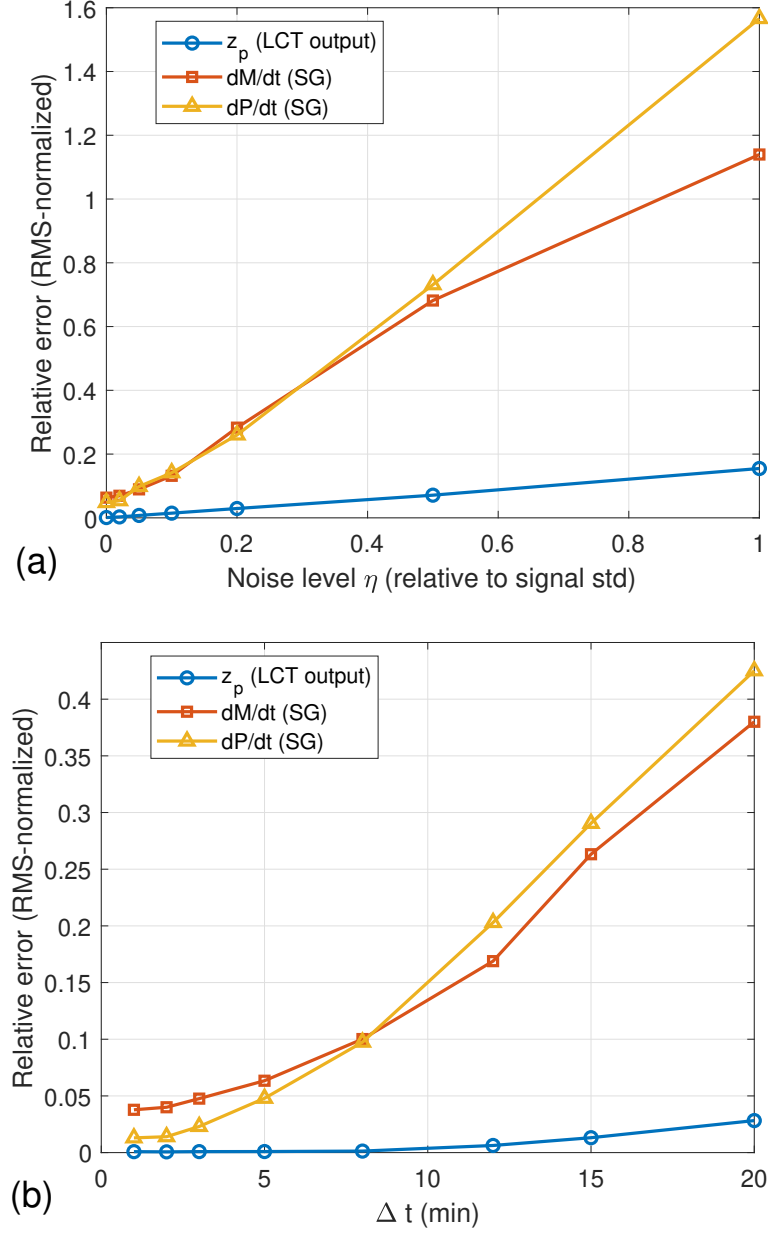 1.6
1.4
1.2
1
0.8
0.6
0.4
0.2
0
Relative error (RMS-normalized)
z_p (LCT output)
dM/dt (SG)
dP/dt (SG)
0 0.2 0.4 0.6 0.8 1
Noise level η (relative to signal std)
(a)
0.4
0.35
0.3
0.25
0.2
0.15
0.1
0.05
0
Relative error (RMS-normalized)
z_p (LCT output)
dM/dt (SG)
dP/dt (SG)
0 5 10 15 20
Δ t (min)
(b)